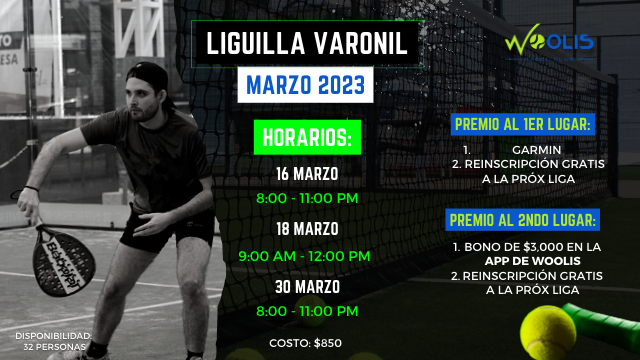 LIGUILLA VARONIL
MARZO 2023
WOOLIS
HORARIOS:
16 MARZO
8:00 - 11:00 PM
18 MARZO
9:00 AM - 12:00 PM
30 MARZO
8:00 - 11:00 PM
COSTO: $850
PREMIO AL 1ER LUGAR:
1. GARMIN
2. REINSCRIPCIÓN GRATIS
A LA PRÓX LIGA
PREMIO AL 2NDO LUGAR:
1. BONO DE $3,000 EN LA
APP DE WOOLIS
2. REINSCRIPCIÓN GRATIS
A LA PRÓX LIGA
DISPONIBILIDAD:
32 PERSONAS